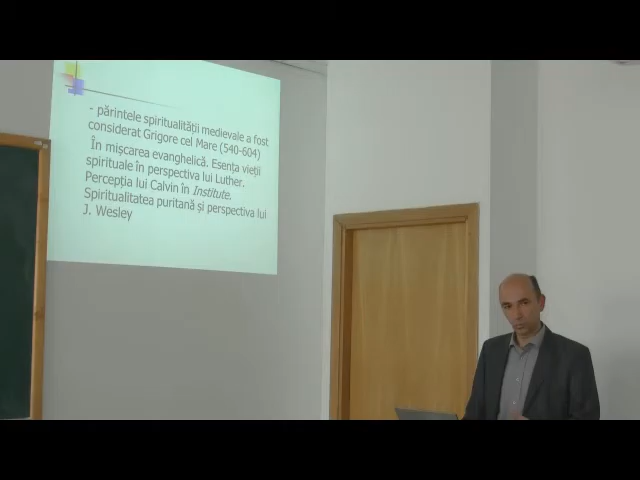 - părintele spiritualității medievale a fost
considerat Grigore cel Mare (540-604)
În mișcarea evanghelică. Esența vieții
spirituale în perspectiva lui Luther.
Percepția lui Calvin în Institute.
Spiritualitatea puritană și perspectiva lui
J. Wesley